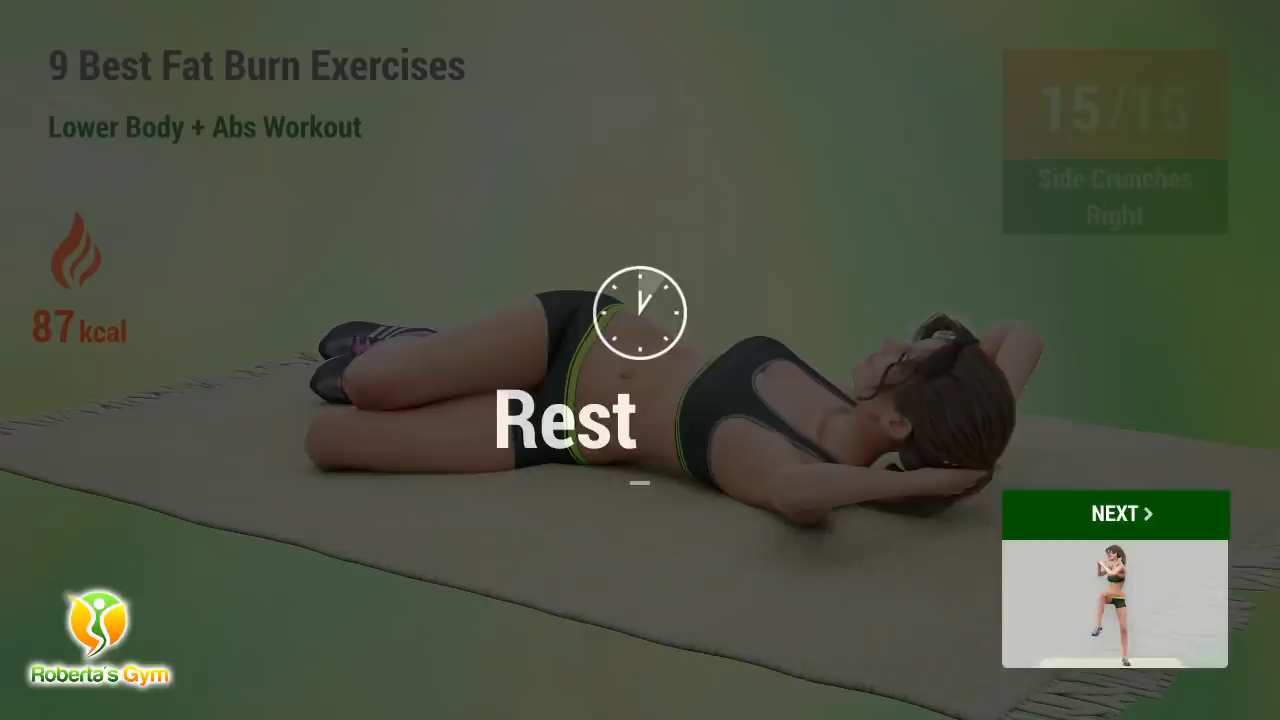 9 Best Fat Burn Exercises
Lower Body + Abs Workout
15/15
Side Crunches
Right
87 kcal
Rest
NEXT >
Roberta's Gym